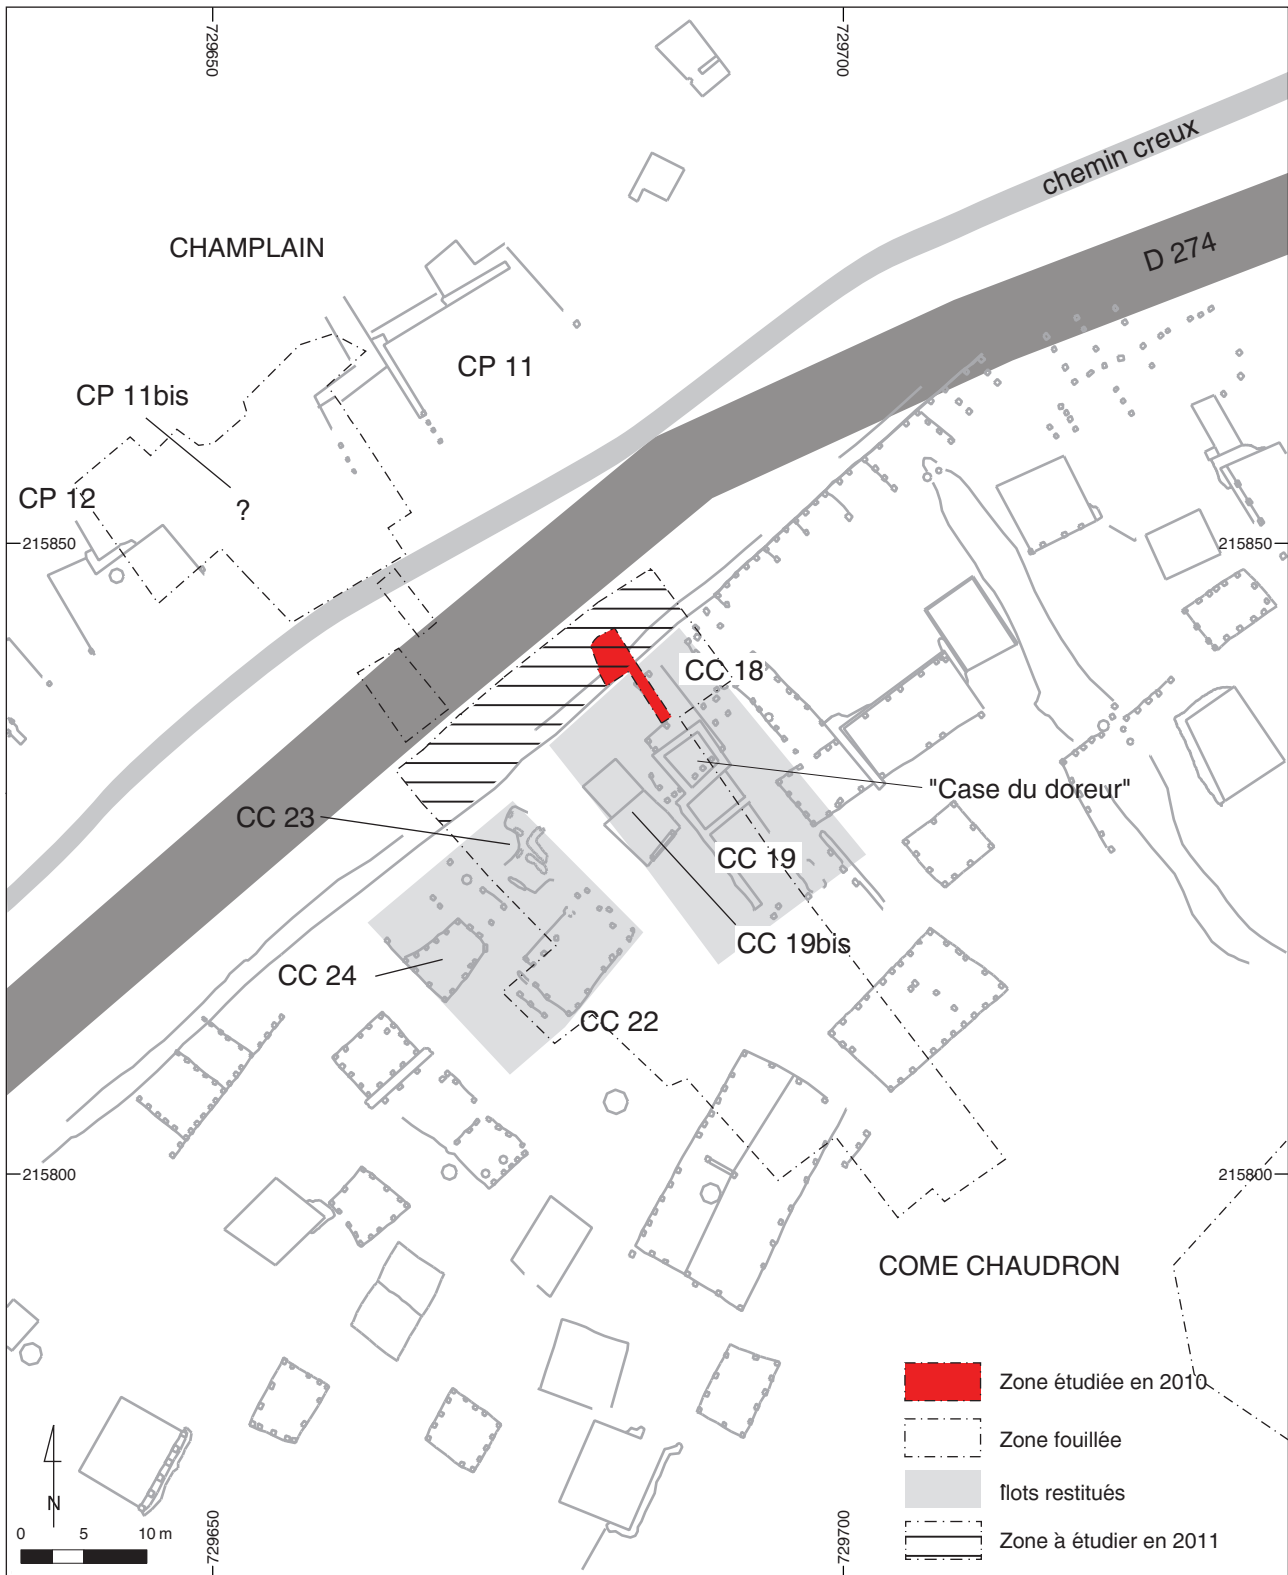 729650
729700
chemin creux
D 274
CHAMPLAIN
CP 11
CP 11bis
CP 12
?
215850
215850
CC 18
"Case du doreur"
CC 23
CC 19
CC 19bis
CC 24
CC 22
215800
215800
COME CHAUDRON
Zone étudiée en 2010
Zone fouillée
Îlots restitués
Zone à étudier en 2011
N
0 5 10 m
729650
729700